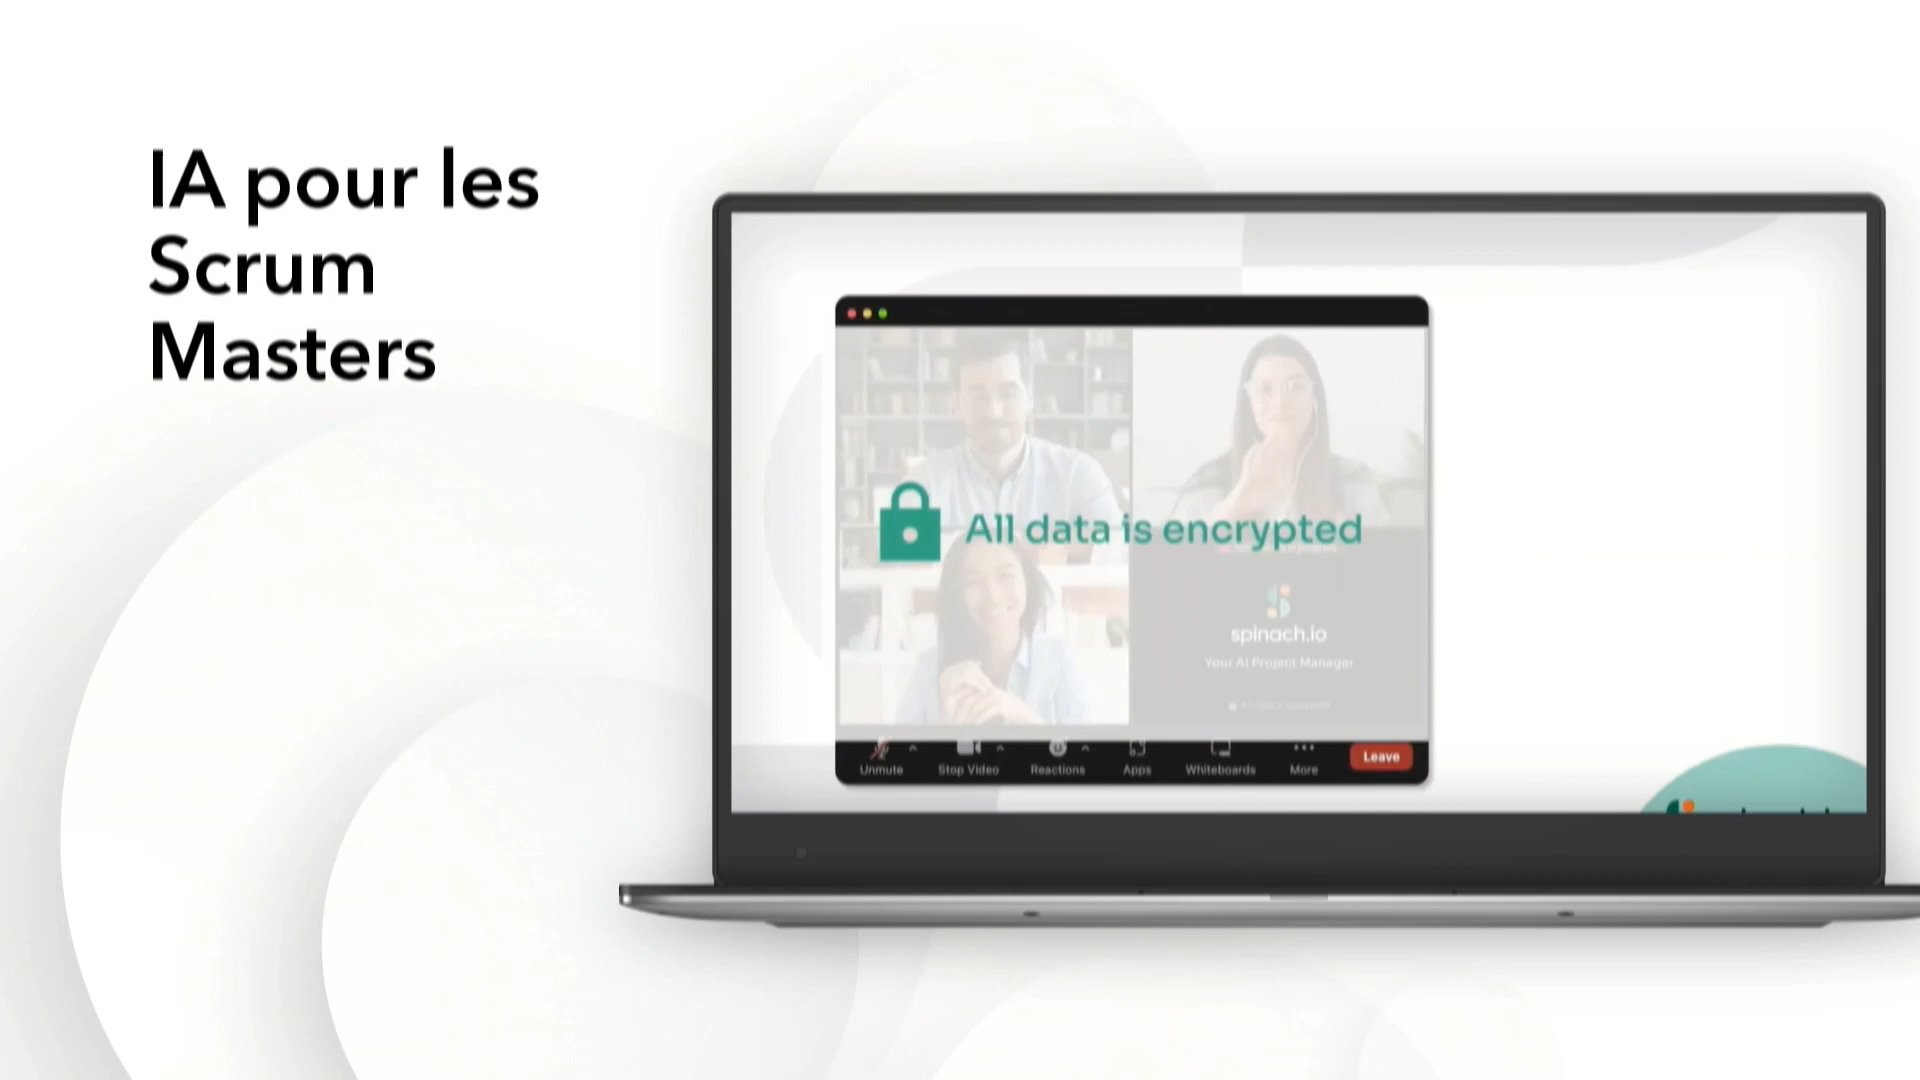 IA pour les
Scrum
Masters
All data is encrypted
spinach.io
Your AI Project Manager
Unmute
Stop Video
Reactions
Apps
Whiteboards
More
Leave